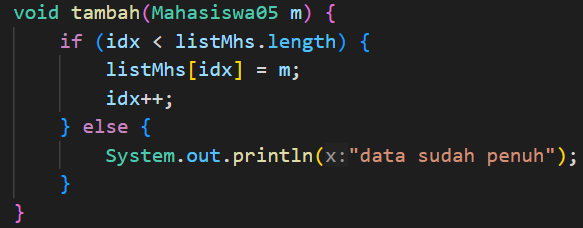 void tambah(Mahasiswa05 m) {
    if (idx < listMhs.length) {
        listMhs[idx] = m;
        idx++;
    } else {
        System.out.println(x:"data sudah penuh");
    }
}